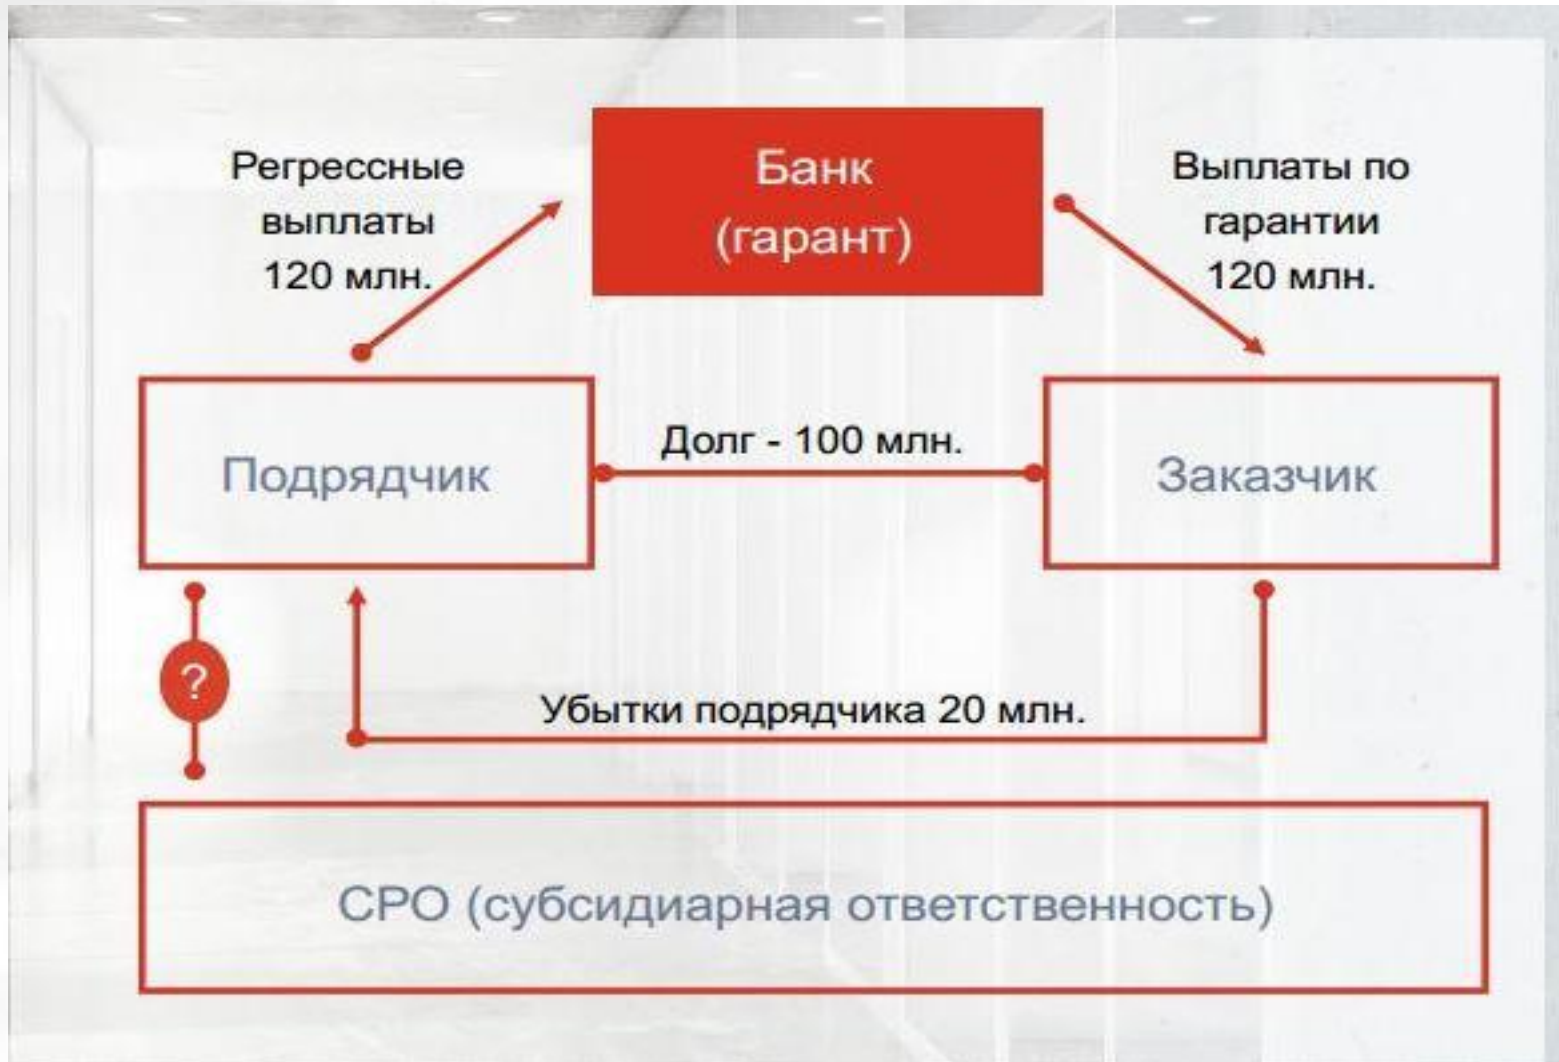 Банк
(гарант)
Регрессные
выплаты
120 млн.
Выплаты по
гарантии
120 млн.
Подрядчик
Долг - 100 млн.
Заказчик
?
Убытки подрядчика 20 млн.
СРО (субсидиарная ответственность)